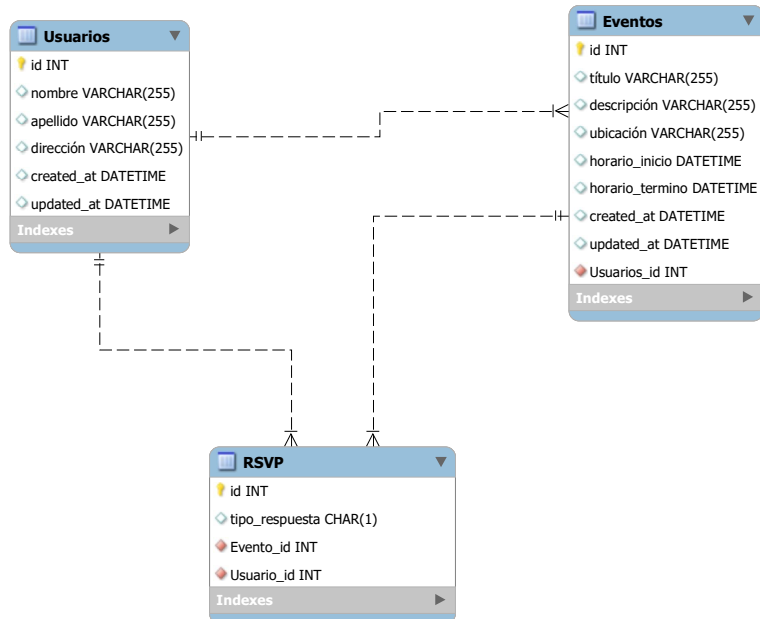 Usuarios
id INT
nombre VARCHAR(255)
apellido VARCHAR(255)
dirección VARCHAR(255)
created_at DATETIME
updated_at DATETIME
Indexes
Eventos
id INT
título VARCHAR(255)
descripción VARCHAR(255)
ubicación VARCHAR(255)
horario_inicio DATETIME
horario_termino DATETIME
created_at DATETIME
updated_at DATETIME
Usuarios_id INT
Indexes
RSVP
id INT
tipo_respuesta CHAR(1)
Evento_id INT
Usuario_id INT
Indexes